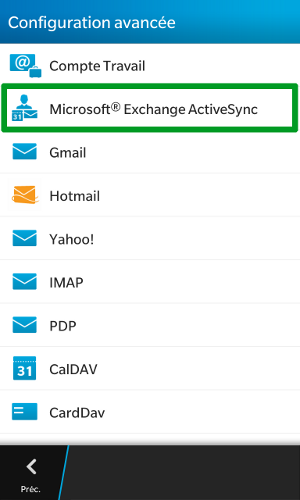 Configuration avancée
Compte Travail
Microsoft® Exchange ActiveSync
Gmail
Hotmail
Yahoo!
IMAP
PDP
31
CalDAV
CardDav
Préc.